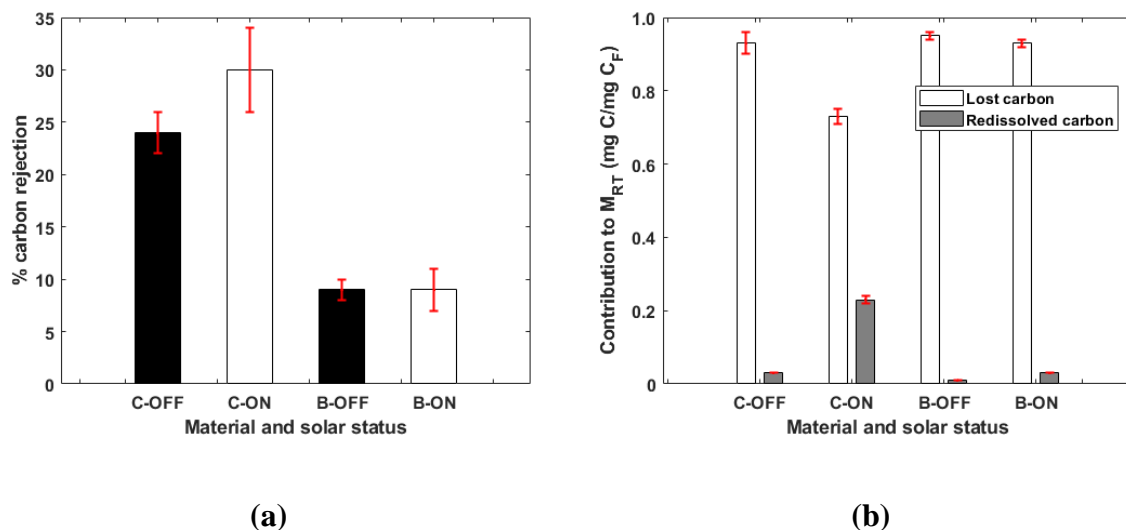 35
30
25
20
15
10
5
0
% carbon rejection
C-OFF C-ON B-OFF B-ON
Material and solar status
(a)
1.0
0.8
0.6
0.4
0.2
0
Contribution to M_RT (mg C/mg C_F)
Lost carbon
Redissolved carbon
C-OFF C-ON B-OFF B-ON
Material and solar status
(b)